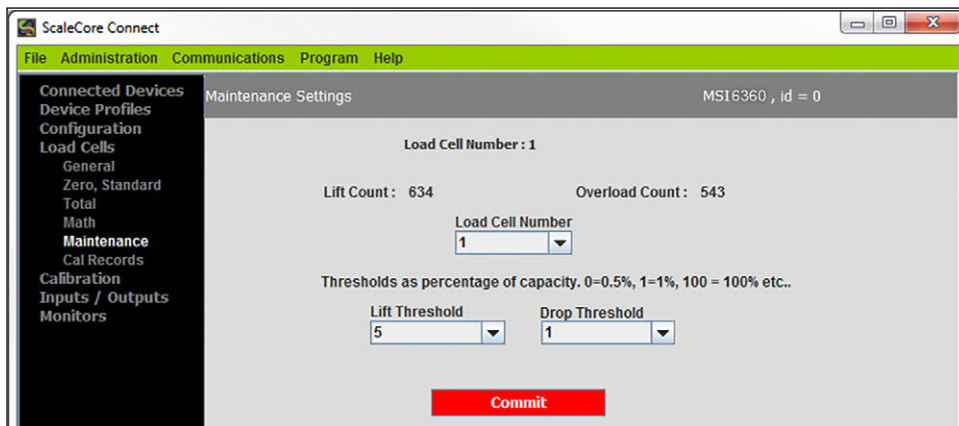 ScaleCore Connect
File Administration Communications Program Help
Connected Devices
Device Profiles
Configuration
Load Cells
General
Zero, Standard
Total
Math
Maintenance
Cal Records
Calibration
Inputs / Outputs
Monitors
Maintenance Settings
MSI6360 , id = 0
Load Cell Number : 1
Lift Count : 634
Overload Count : 543
Load Cell Number
1
Thresholds as percentage of capacity. 0=0.5%, 1=1%, 100 = 100% etc..
Lift Threshold
5
Drop Threshold
1
Commit